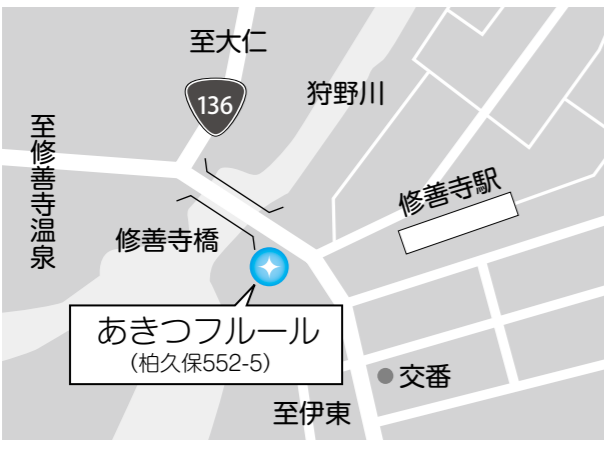 至大仁
136
狩野川
至修善寺温泉
修善寺駅
修善寺橋
あきつフルール
(柏久保552-5)
交番
至伊東